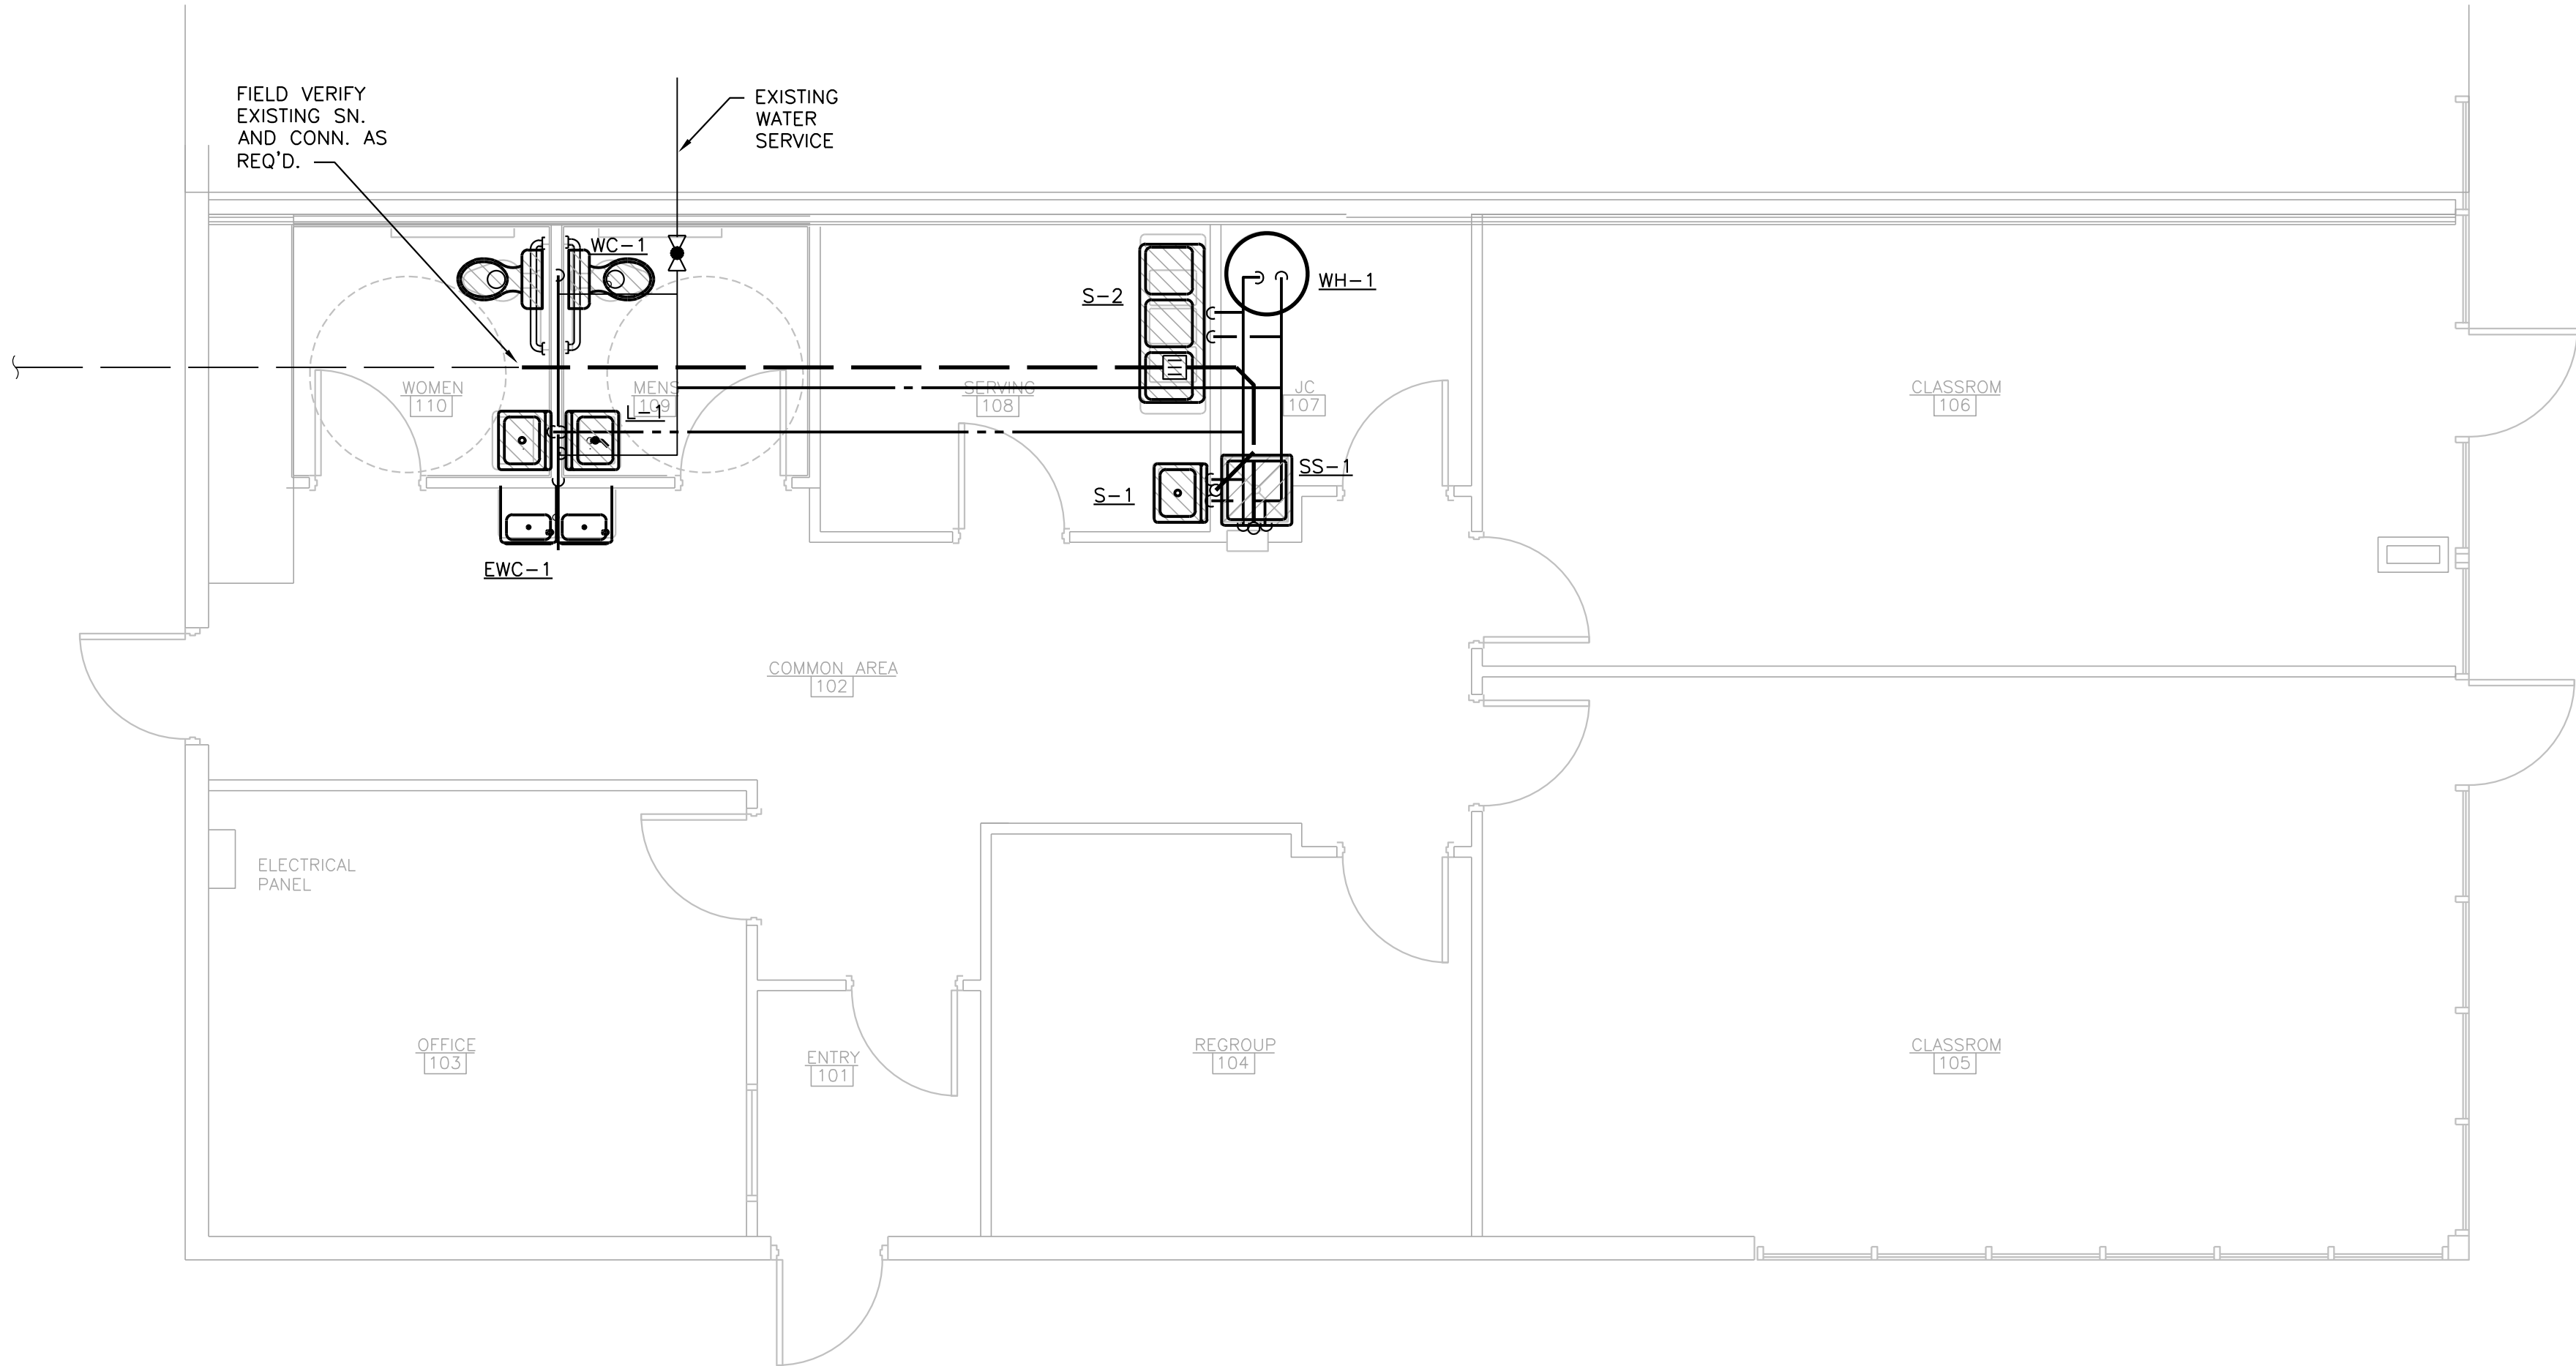 FIELD VERIFY
EXISTING SN.
AND CONN. AS
REQ'D.
EXISTING
WATER
SERVICE
WC-1
S-2
WH-1
WOMEN
110
MENS
109
L-1
SERVING
108
JC
107
CLASSROM
106
S-1
SS-1
EWC-1
COMMON AREA
102
ELECTRICAL
PANEL
OFFICE
103
ENTRY
101
REGROUP
104
CLASSROM
105